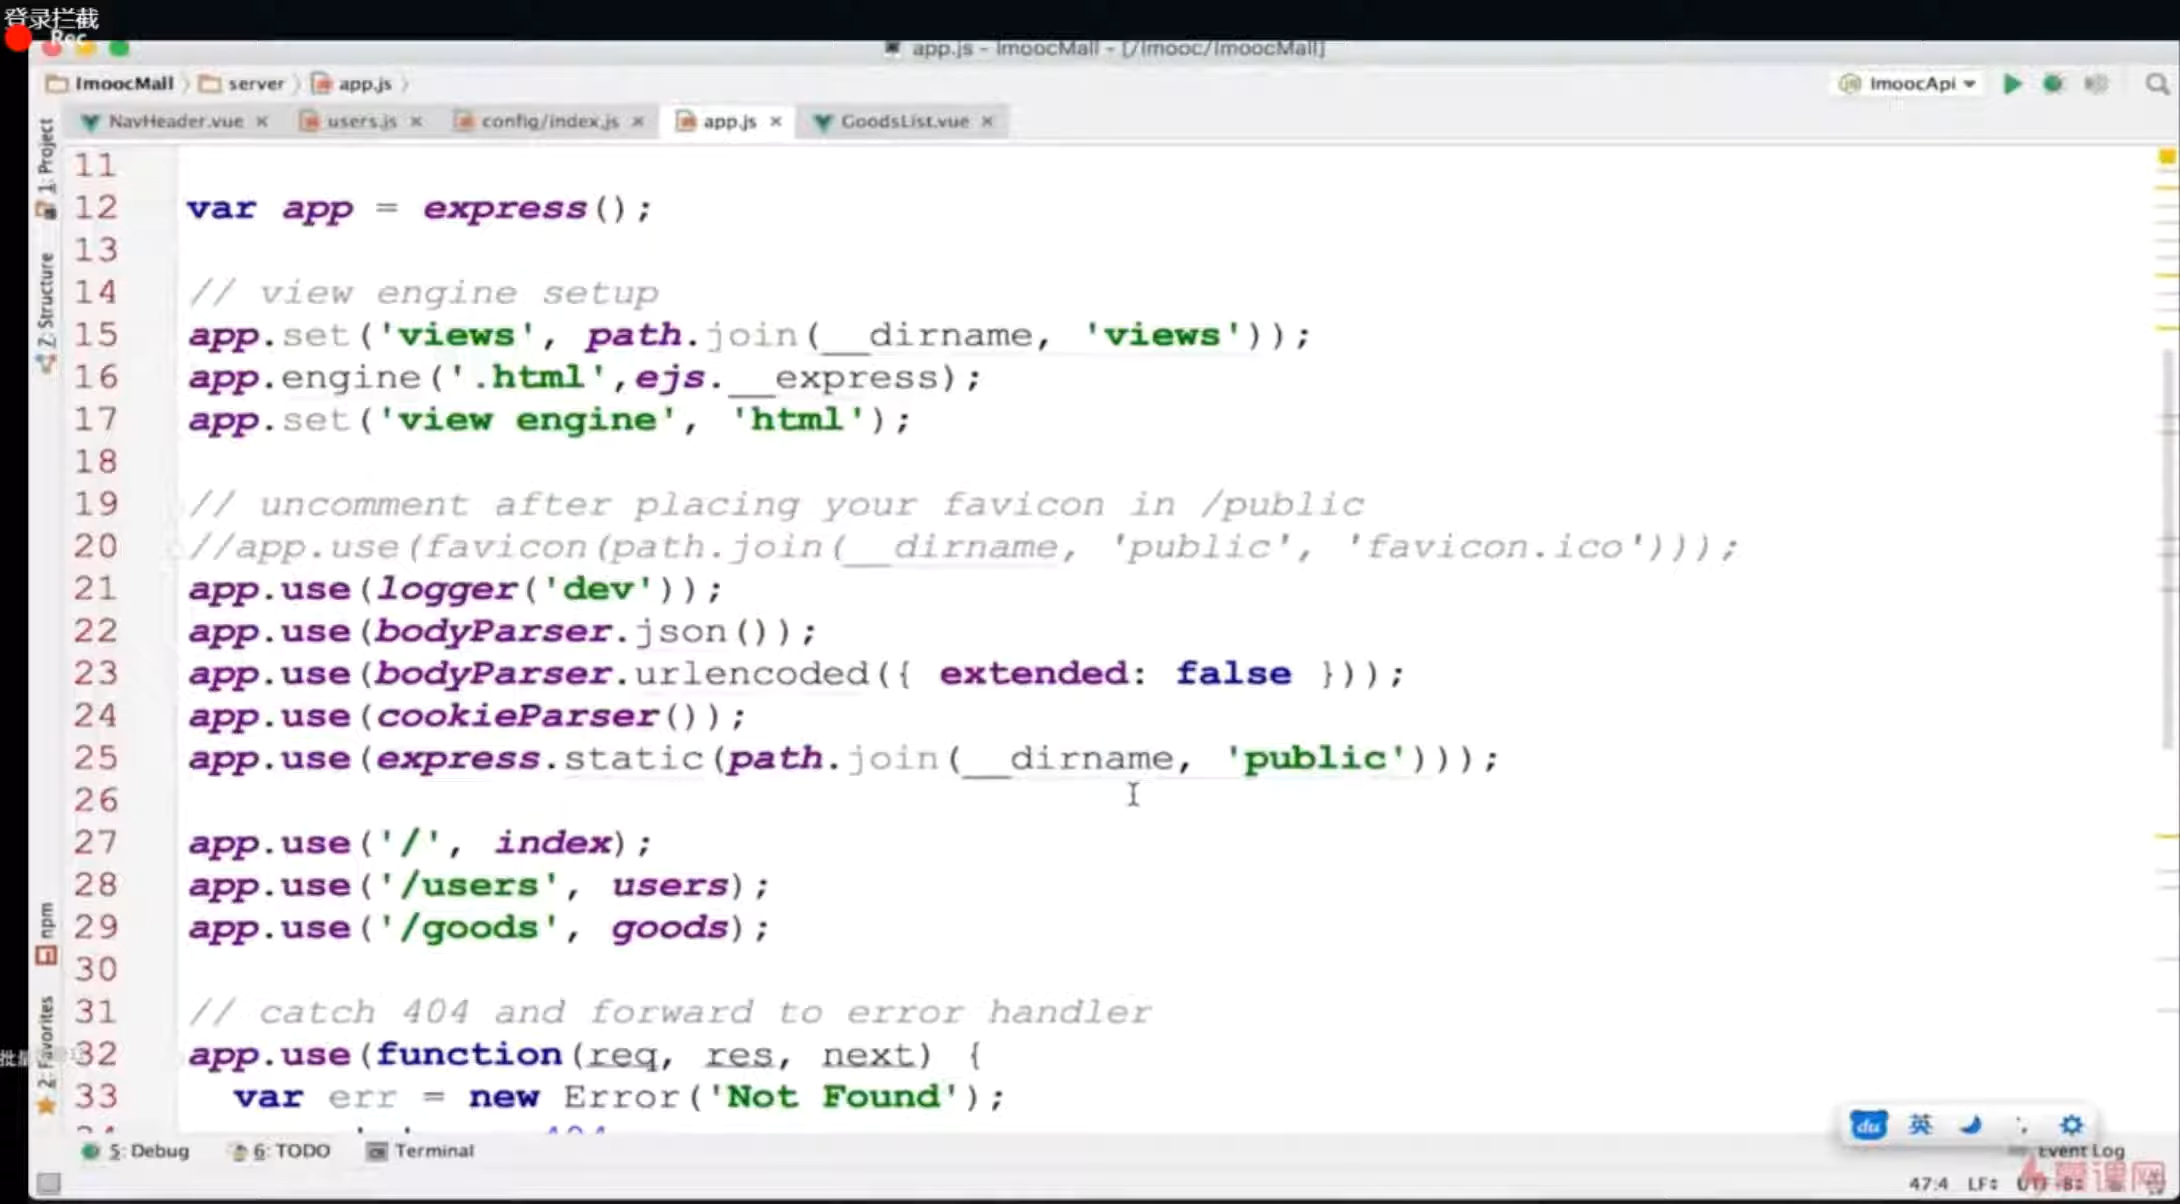 登录拦截
Rec
app.js - ImoocMall - [/Imooc/ImoocMall]
ImoocMall server app.js
ImoocApi
NavHeader.vue users.js config/index.js app.js GoodsList.vue
1: Project
Z: Structure
npm
2: Favorites
11
12 var app = express();
13
14 // view engine setup
15 app.set('views', path.join(__dirname, 'views'));
16 app.engine('.html',ejs.__express);
17 app.set('view engine', 'html');
18
19 // uncomment after placing your favicon in /public
20 //app.use(favicon(path.join(__dirname, 'public', 'favicon.ico')));
21 app.use(logger('dev'));
22 app.use(bodyParser.json());
23 app.use(bodyParser.urlencoded({ extended: false }));
24 app.use(cookieParser());
25 app.use(express.static(path.join(__dirname, 'public')));
26
27 app.use('/', index);
28 app.use('/users', users);
29 app.use('/goods', goods);
30
31 // catch 404 and forward to error handler
32 app.use(function(req, res, next) {
33 var err = new Error('Not Found');
du 英
5: Debug 6: TODO Terminal
Event Log
47:4 LF UTF-8
慕课网